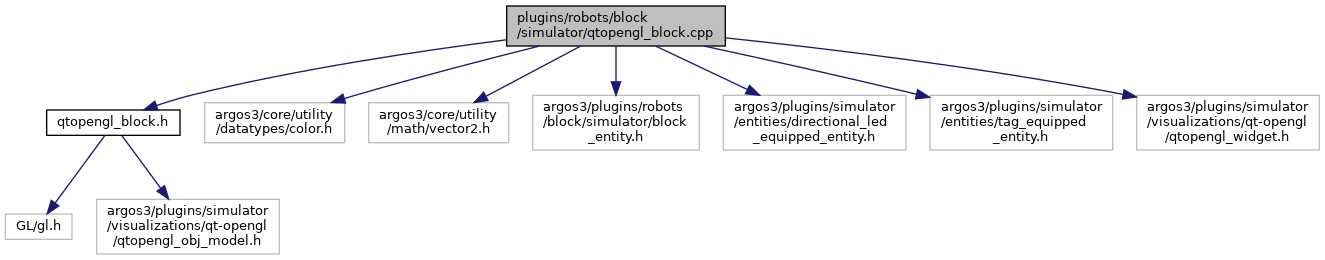 plugins/robots/block
/simulator/qtopengl_block.cpp
qtopengl_block.h
argos3/core/utility
/datatypes/color.h
argos3/core/utility
/math/vector2.h
argos3/plugins/robots
/block/simulator/block
_entity.h
argos3/plugins/simulator
/entities/directional_led
_equipped_entity.h
argos3/plugins/simulator
/entities/tag_equipped
_entity.h
argos3/plugins/simulator
/visualizations/qt-opengl
/qtopengl_widget.h
GL/gl.h
argos3/plugins/simulator
/visualizations/qt-opengl
/qtopengl_obj_model.h